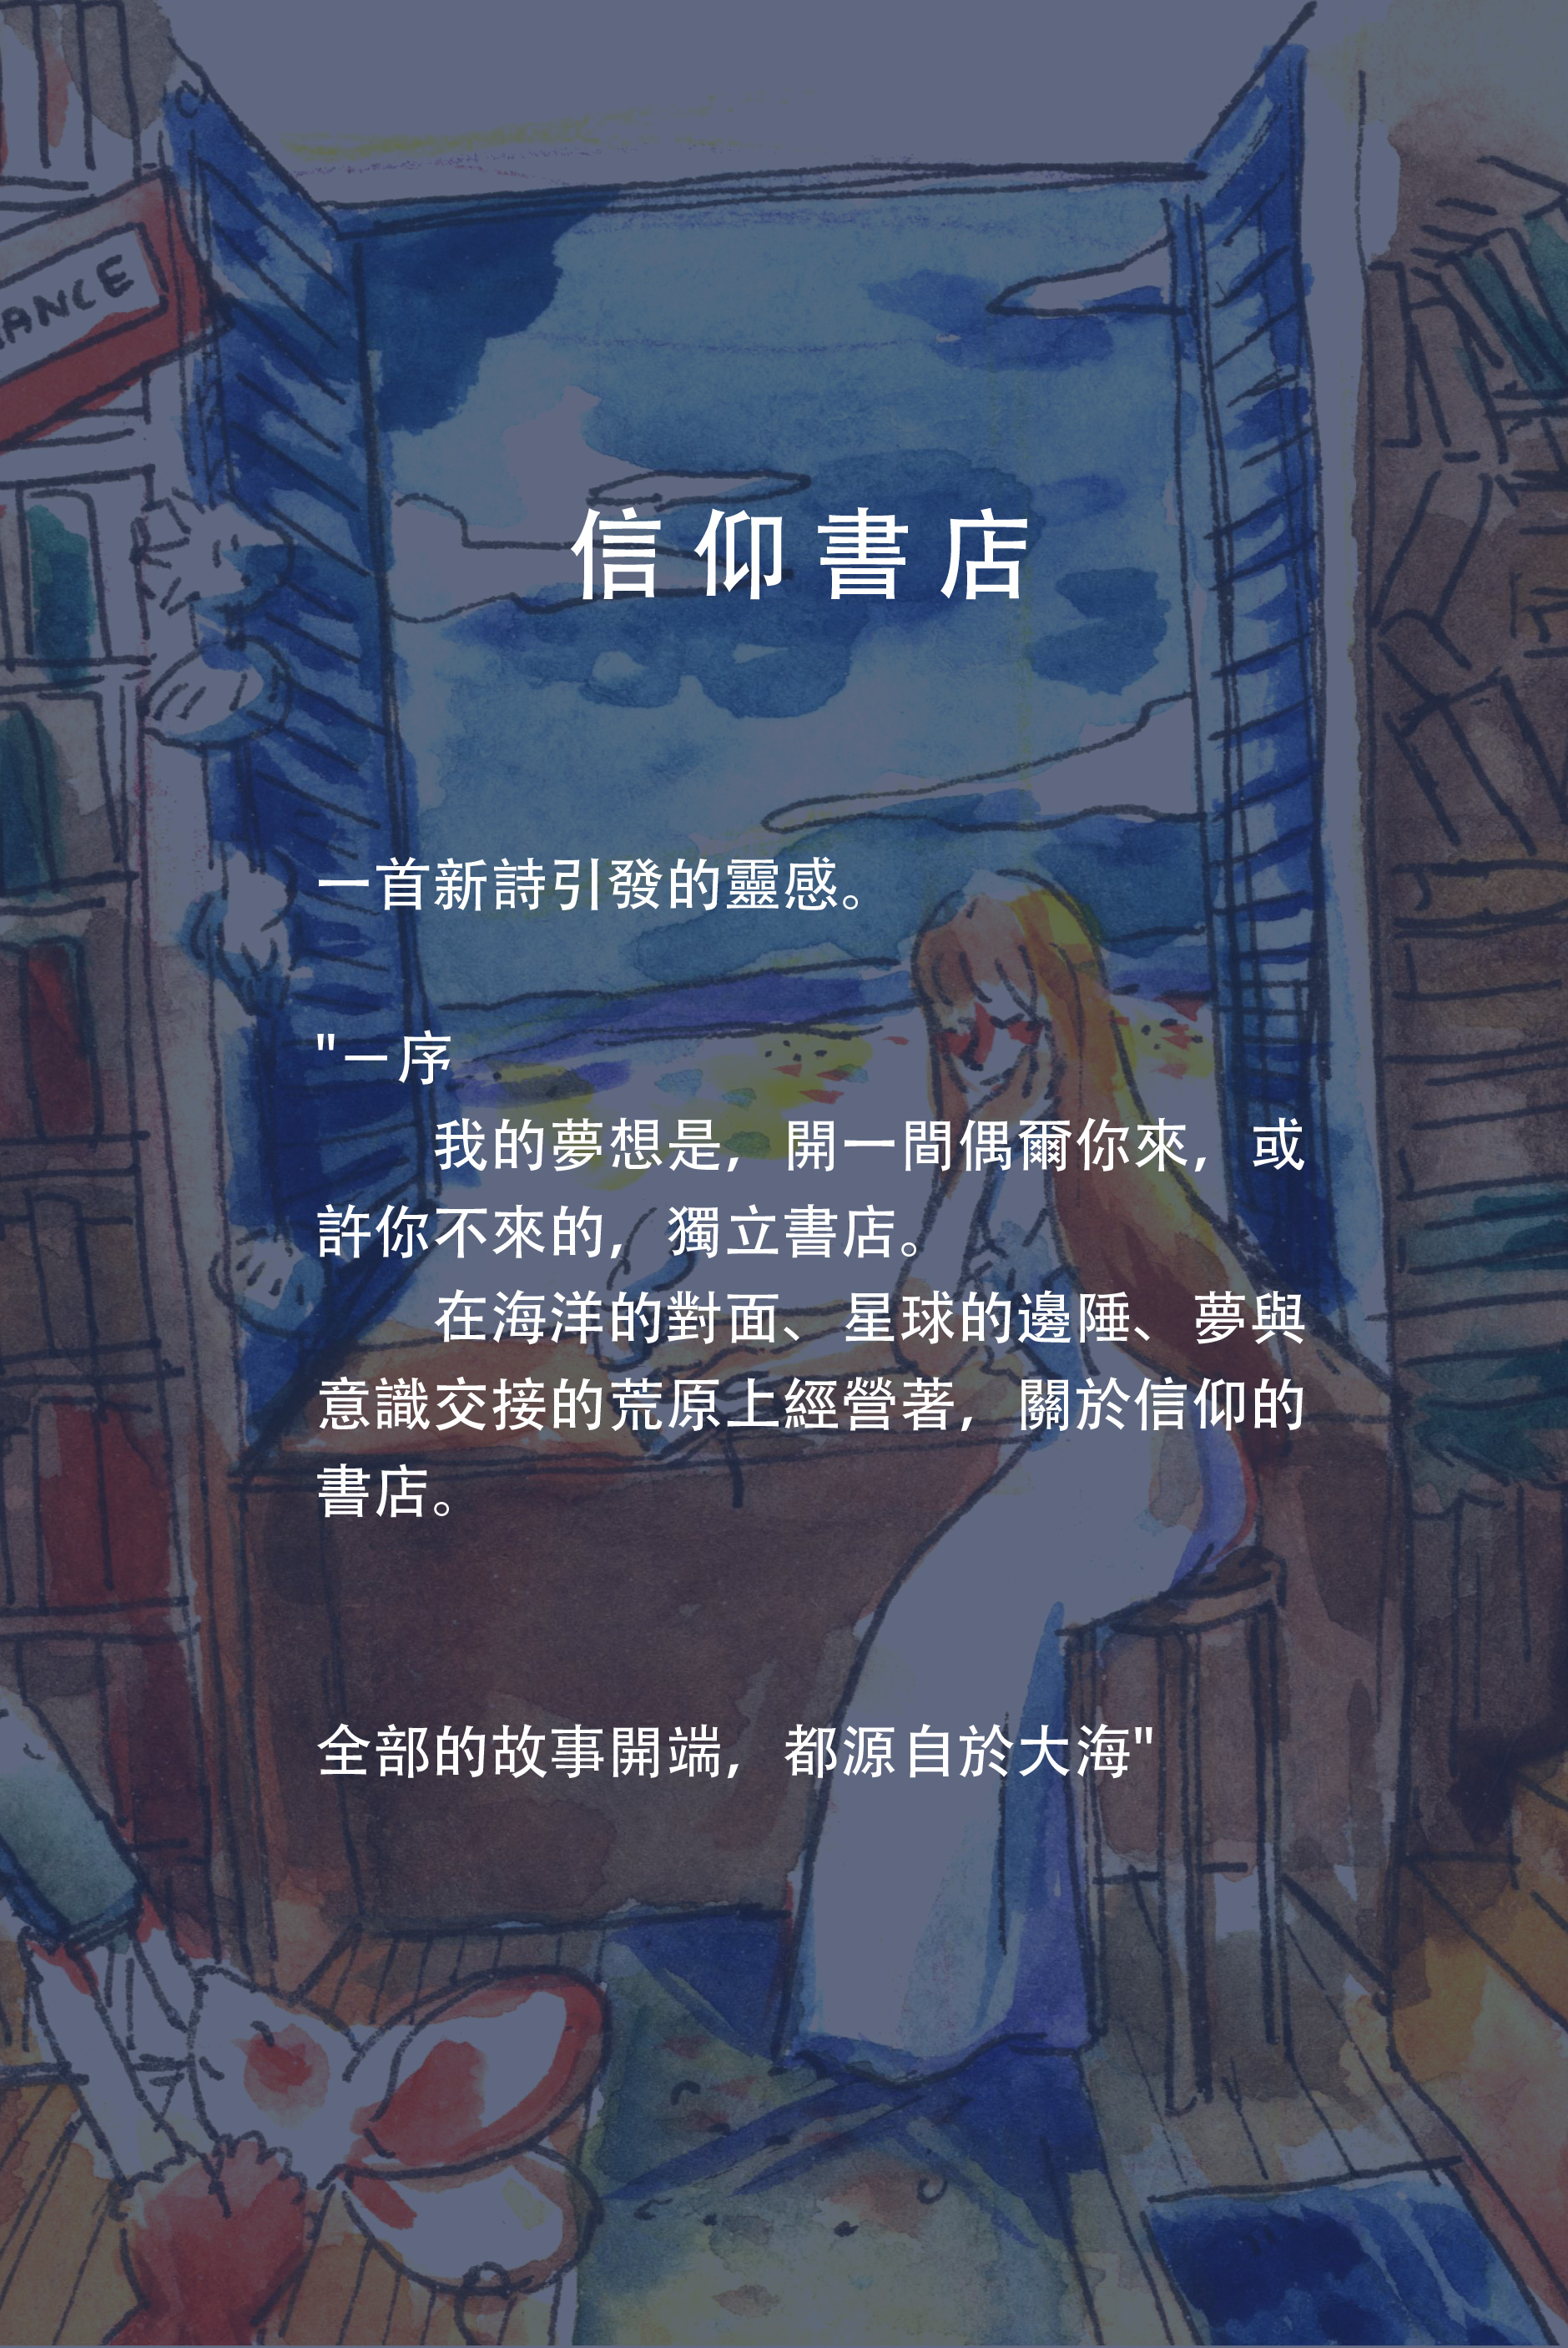 ANCE
信仰書店
一首新詩引發的靈感。
"一序
我的夢想是，開一間偶爾你來，或
許你不來的，獨立書店。
在海洋的對面、星球的邊陲、夢與
意識交接的荒原上經營著，關於信仰的
書店。
全部的故事開端，都源自於大海"